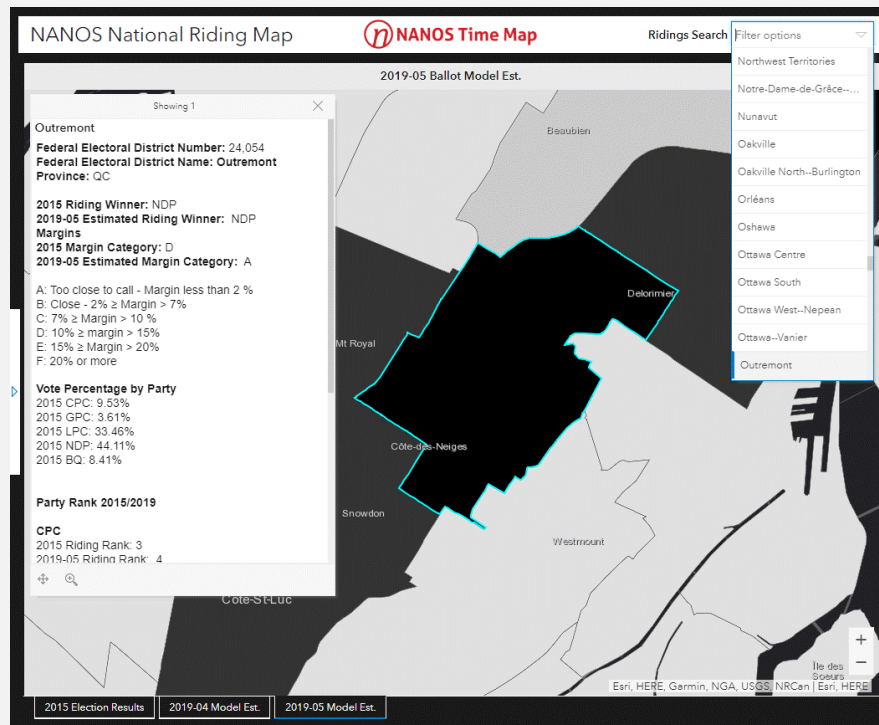 NANOS National Riding Map
NANOS Time Map
Ridings Search
Filter options
2019-05 Ballot Model Est.
Northwest Territories
Notre-Dame-de-Grâce--...
Nunavut
Oakville
Oakville North--Burlington
Orléans
Oshawa
Ottawa Centre
Ottawa South
Ottawa West--Nepean
Ottawa--Vanier
Outremont
Showing 1
Outremont
Federal Electoral District Number: 24,054
Federal Electoral District Name: Outremont
Province: QC
2015 Riding Winner: NDP
2019-05 Estimated Riding Winner: NDP
Margins
2015 Margin Category: D
2019-05 Estimated Margin Category: A
A: Too close to call - Margin less than 2 %
B: Close - 2% ≥ Margin > 7%
C: 7% ≥ Margin > 10 %
D: 10% ≥ margin > 15%
E: 15% ≥ Margin > 20%
F: 20% or more
Vote Percentage by Party
2015 CPC: 9.53%
2015 GPC: 3.61%
2015 LPC: 33.46%
2015 NDP: 44.11%
2015 BQ: 8.41%
Party Rank 2015/2019
CPC
2015 Riding Rank: 3
2019-05 Riding Rank: 4
Beaubien
Delorimier
Mt Royal
Côte-des-Neiges
Snowdon
Westmount
Cote-St-Luc
Île des
Soeurs
Esri, HERE, Garmin, NGA, USGS, NRCan | Esri, HERE
2015 Election Results
2019-04 Model Est.
2019-05 Model Est.